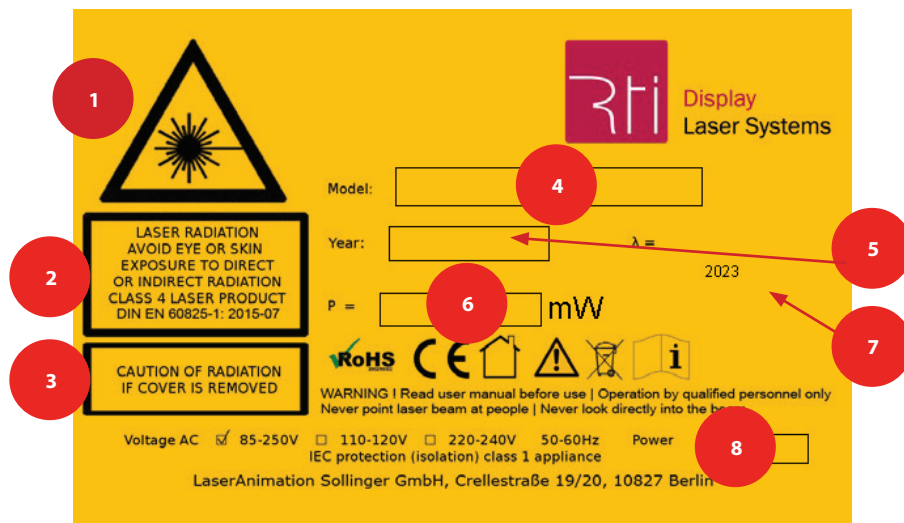 1
Rti
Display
Laser Systems
Model:
4
LASER RADIATION
AVOID EYE OR SKIN
EXPOSURE TO DIRECT
OR INDIRECT RADIATION
CLASS 4 LASER PRODUCT
DIN EN 60825-1: 2015-07
2
Year:
λ =
5
2023
P =
6
mW
7
CAUTION OF RADIATION
IF COVER IS REMOVED
3
RoHS
CE
i
WARNING ! Read user manual before use | Operation by qualified personnel only
Never point laser beam at people | Never look directly into the
Voltage AC 85-250V 110-120V 220-240V 50-60Hz Power
8
IEC protection (isolation) class 1 appliance
LaserAnimation Sollinger GmbH, Crellestraße 19/20, 10827 Berlin